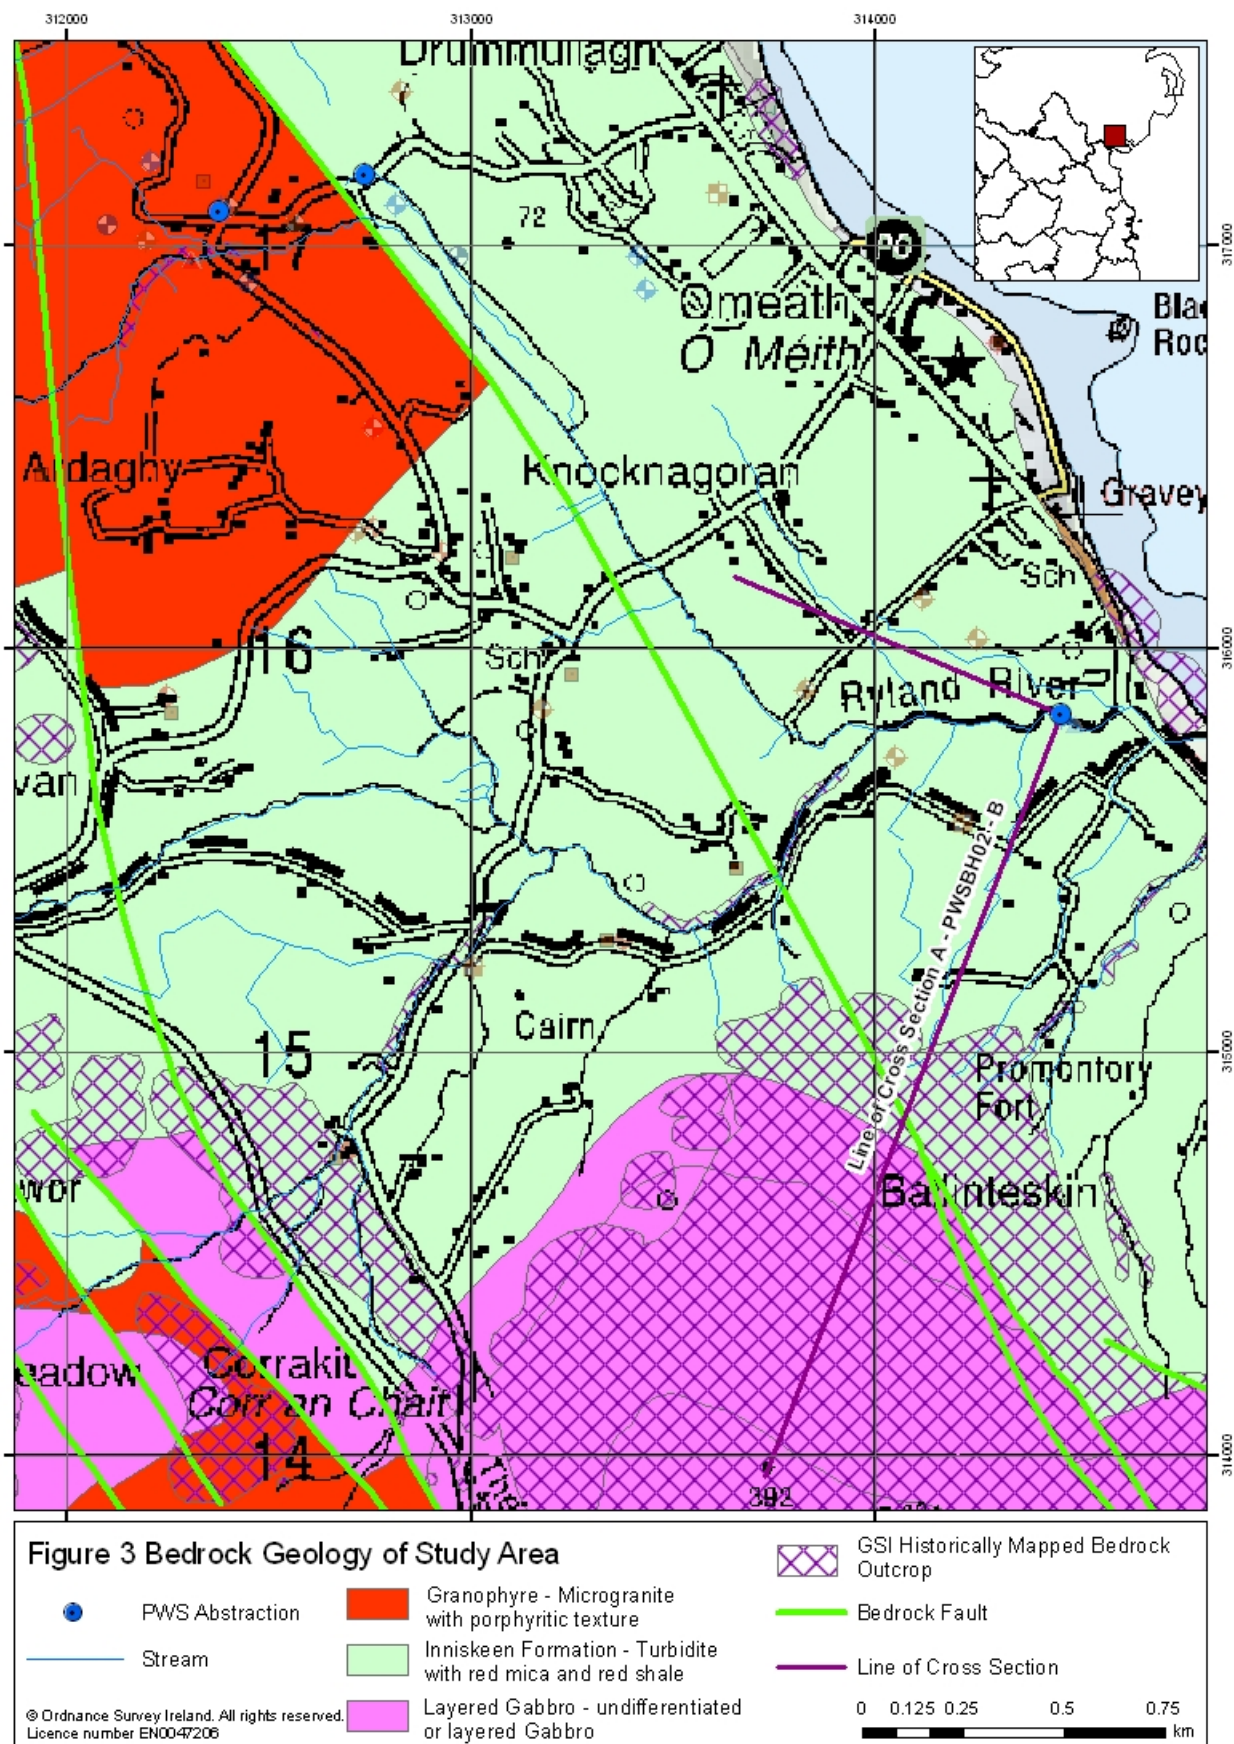 312000
313000
314000
Drummullagh
72
317000
Omeath
Ó Méith
Ardaghy
Knocknagoran
Gravey
Sch
16
Sch
316000
Ryland River
van
Line of Cross Section A - PWSBH02 - B
Cairn
15
315000
Promontory
Fort
Ballinteskin
eadow
Corrakit
Corr an Chait
14
314000
392
Figure 3 Bedrock Geology of Study Area
PWS Abstraction
Stream
© Ordnance Survey Ireland. All rights reserved.
Licence number EN0047206
Granophyre - Microgranite
with porphyritic texture
Inniskeen Formation - Turbidite
with red mica and red shale
Layered Gabbro - undifferentiated
or layered Gabbro
GSI Historically Mapped Bedrock
Outcrop
Bedrock Fault
Line of Cross Section
0 0.125 0.25 0.5 0.75
km